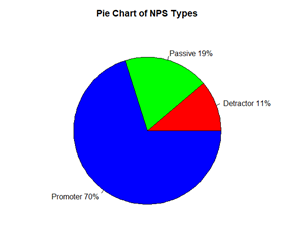 Pie Chart of NPS Types
Passive 19%
Detractor 11%
Promoter 70%